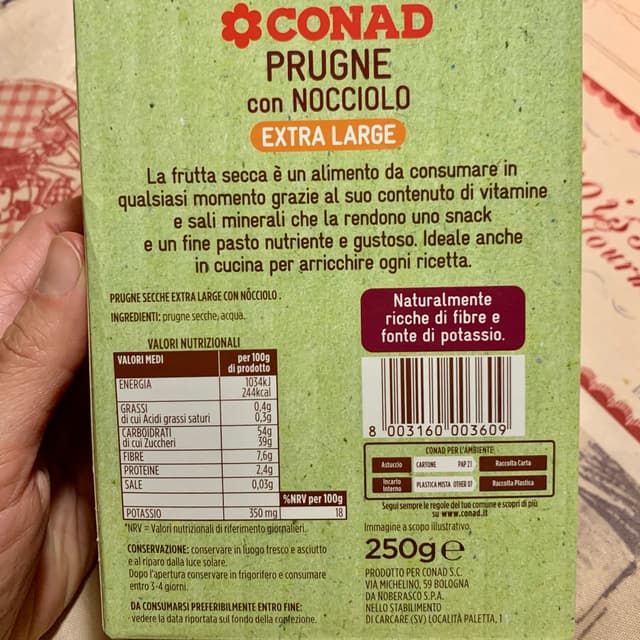 CONAD
PRUGNE
con NOCCIOLO
EXTRA LARGE
La frutta secca è un alimento da consumare in
qualsiasi momento grazie al suo contenuto di vitamine
e sali minerali che la rendono uno snack
e un fine pasto nutriente e gustoso. Ideale anche
in cucina per arricchire ogni ricetta.
PRUGNE SECCHE EXTRA LARGE CON NOCCIOLO.
INGREDIENTI: prugne secche, acqua.
VALORI NUTRIZIONALI
VALORI MEDI per 100g di prodotto
ENERGIA 1034kJ
244kcal
GRASSI 0,4g
di cui Acidi grassi saturi 0,3g
CARBOIDRATI 54g
di cui Zuccheri 39g
FIBRE 7,6g
PROTEINE 2,4g
SALE 0,03g
%NRV per 100g
POTASSIO 350 mg 18
*NRV = Valori nutrizionali di riferimento giornalieri.
CONSERVAZIONE: conservare in luogo fresco e asciutto
e al riparo dalla luce solare.
Dopo l'apertura conservare in frigorifero e consumare
entro 3-4 giorni.
DA CONSUMARSI PREFERIBILMENTE ENTRO FINE:
vedere la data riportata sul fondo della confezione.
Naturalmente
ricche di fibre e
fonte di potassio.
8 003160 003609
CONAD PER L'AMBIENTE
Astuccio CARTONE PAP 21 Raccolta Carta
Incarto Interno PLASTICA MISTA OTHER 07 Raccolta Plastica
Segui sempre le regole del tuo comune e scopri di più
su www.conad.it
Immagine a scopo illustrativo.
250g e
PRODOTTO PER CONAD S.C.
VIA MICHELINO, 59 BOLOGNA
DA NOBERASCO S.P.A.
NELLO STABILIMENTO
DI CARCARE (SV) LOCALITÀ PALETTA, 1